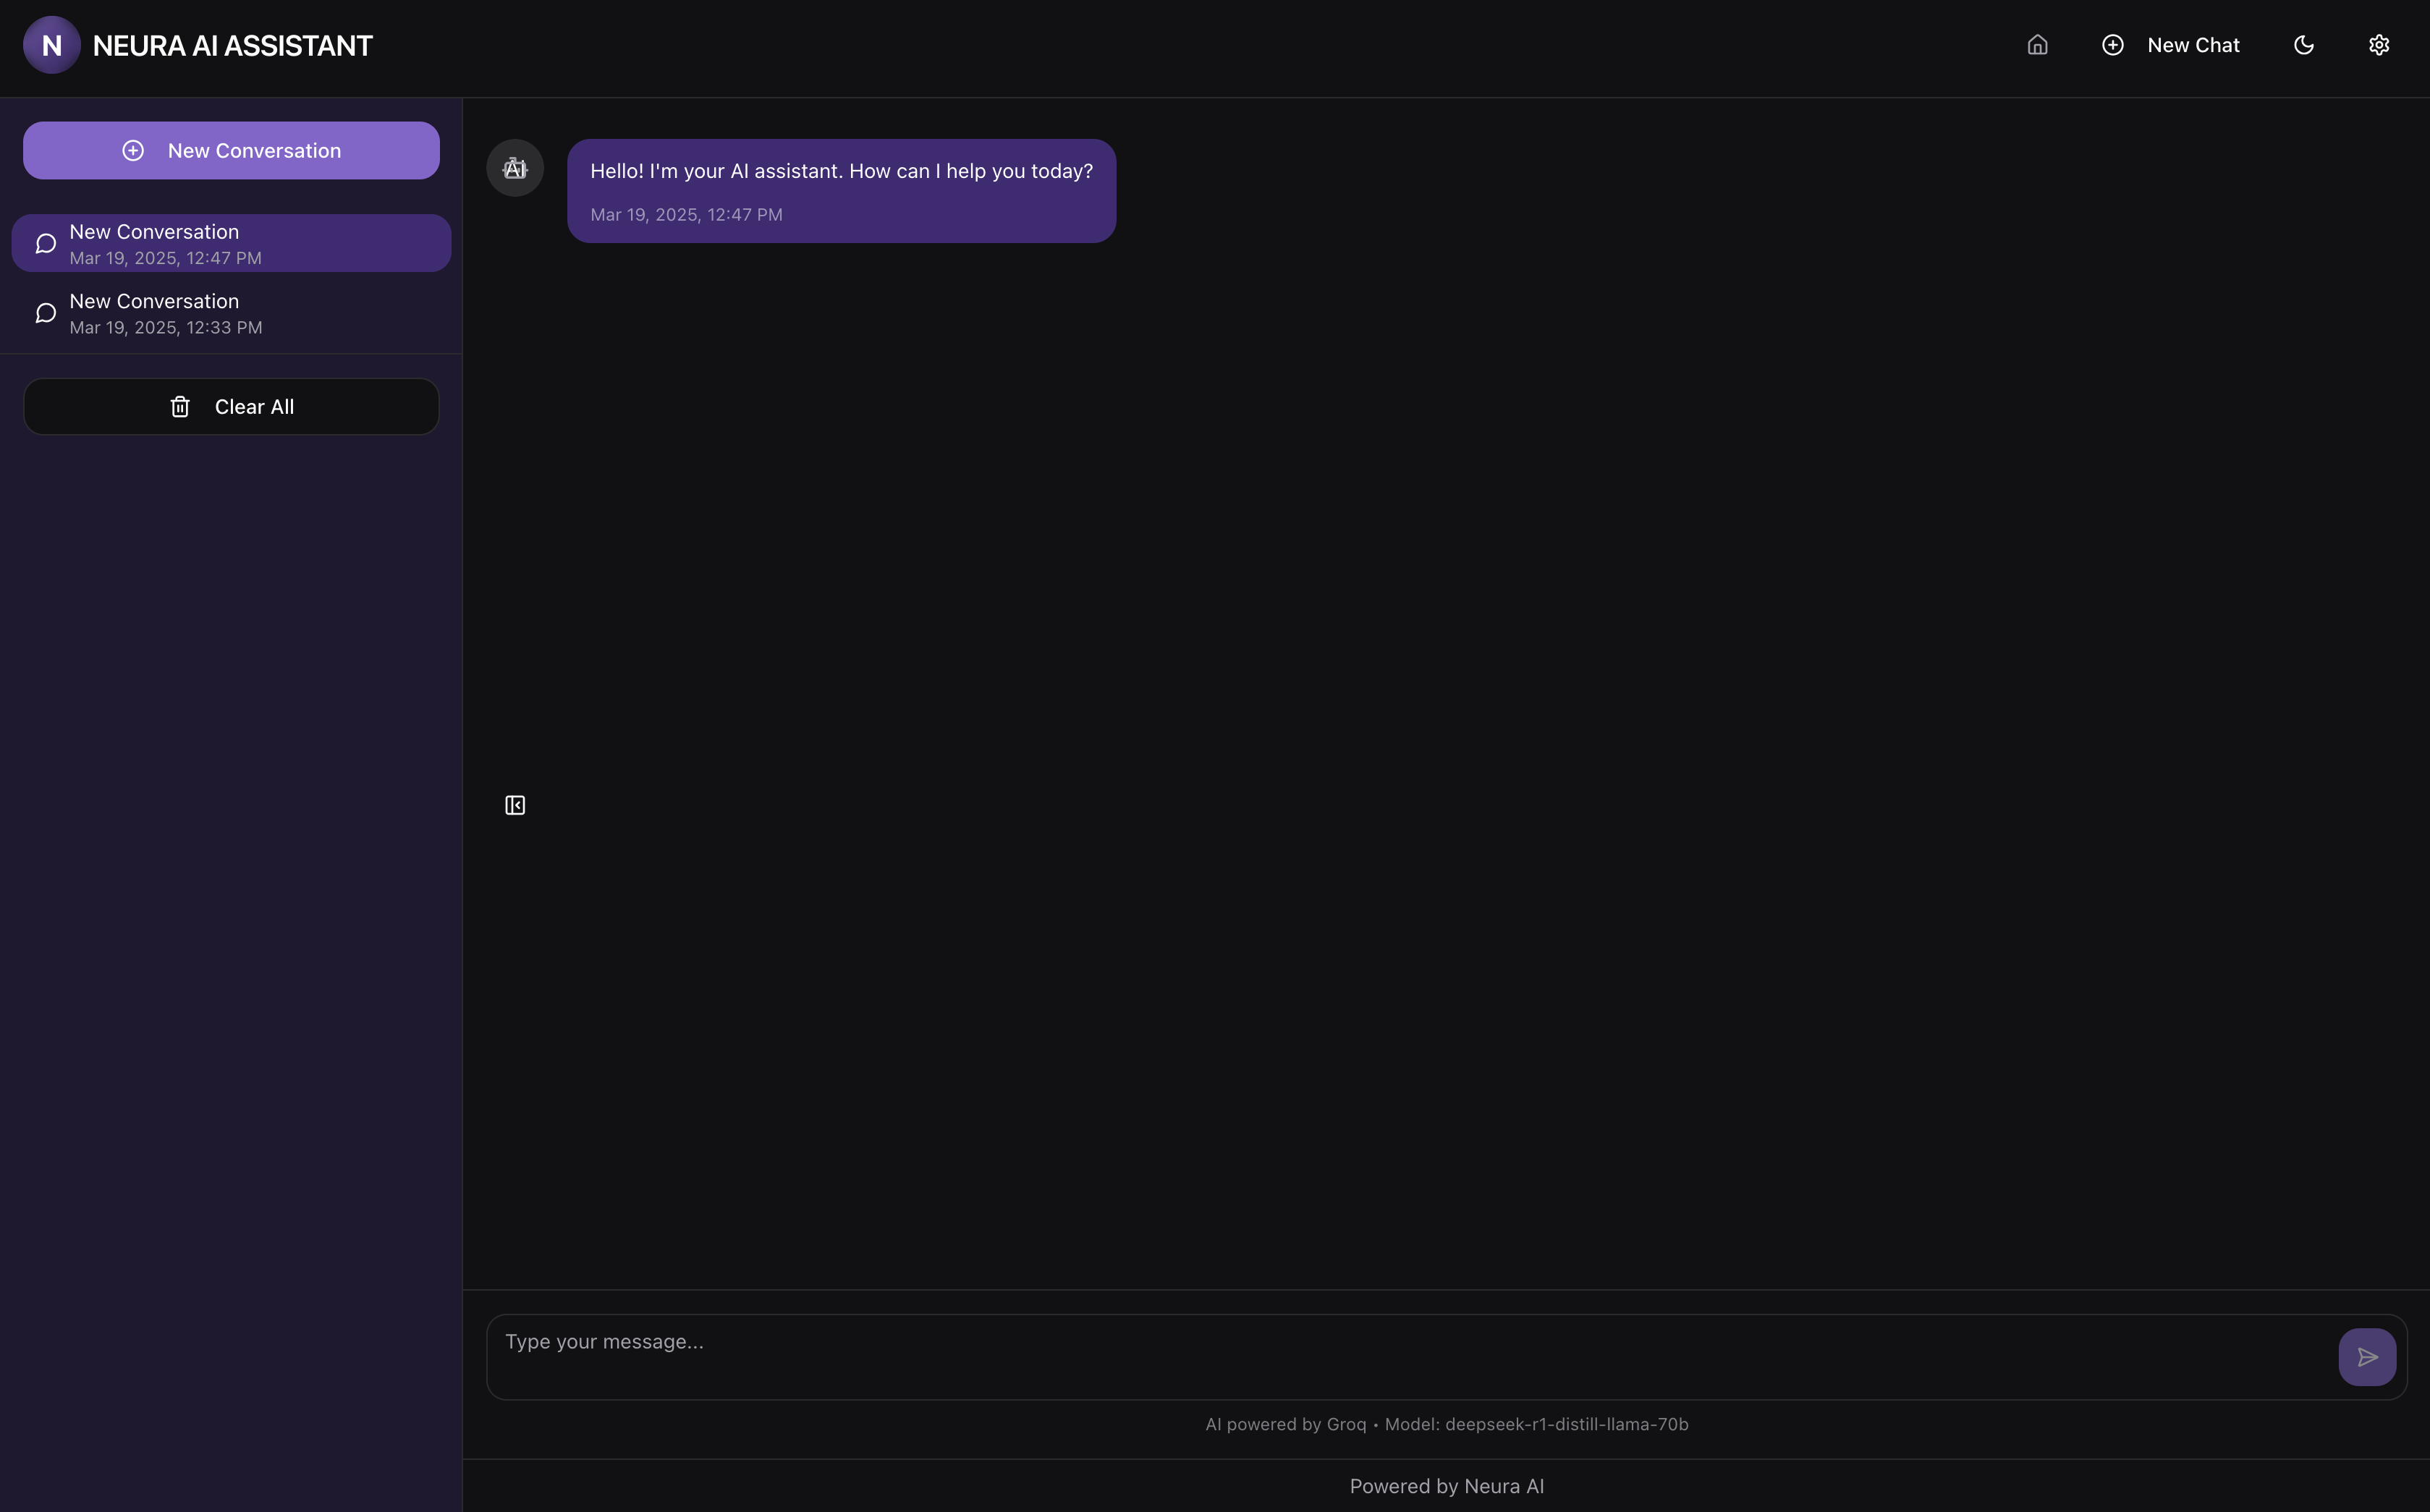 N
NEURA AI ASSISTANT
New Chat
New Conversation
New Conversation
Mar 19, 2025, 12:47 PM
New Conversation
Mar 19, 2025, 12:33 PM
Clear All
AI
Hello! I'm your AI assistant. How can I help you today?
Mar 19, 2025, 12:47 PM
Type your message...
AI powered by Groq • Model: deepseek-r1-distill-llama-70b
Powered by Neura AI